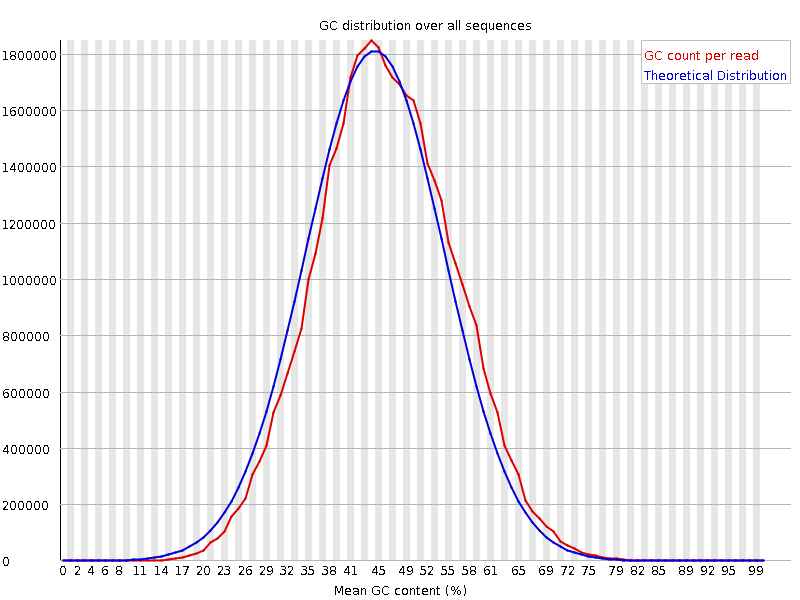 GC distribution over all sequences
GC count per read
Theoretical Distribution
1800000
1600000
1400000
1200000
1000000
800000
600000
400000
200000
0
0 2 4 6 8 11 14 17 20 23 26 29 32 35 38 41 45 49 52 55 58 61 65 69 72 75 79 82 85 89 92 95 99
Mean GC content (%)